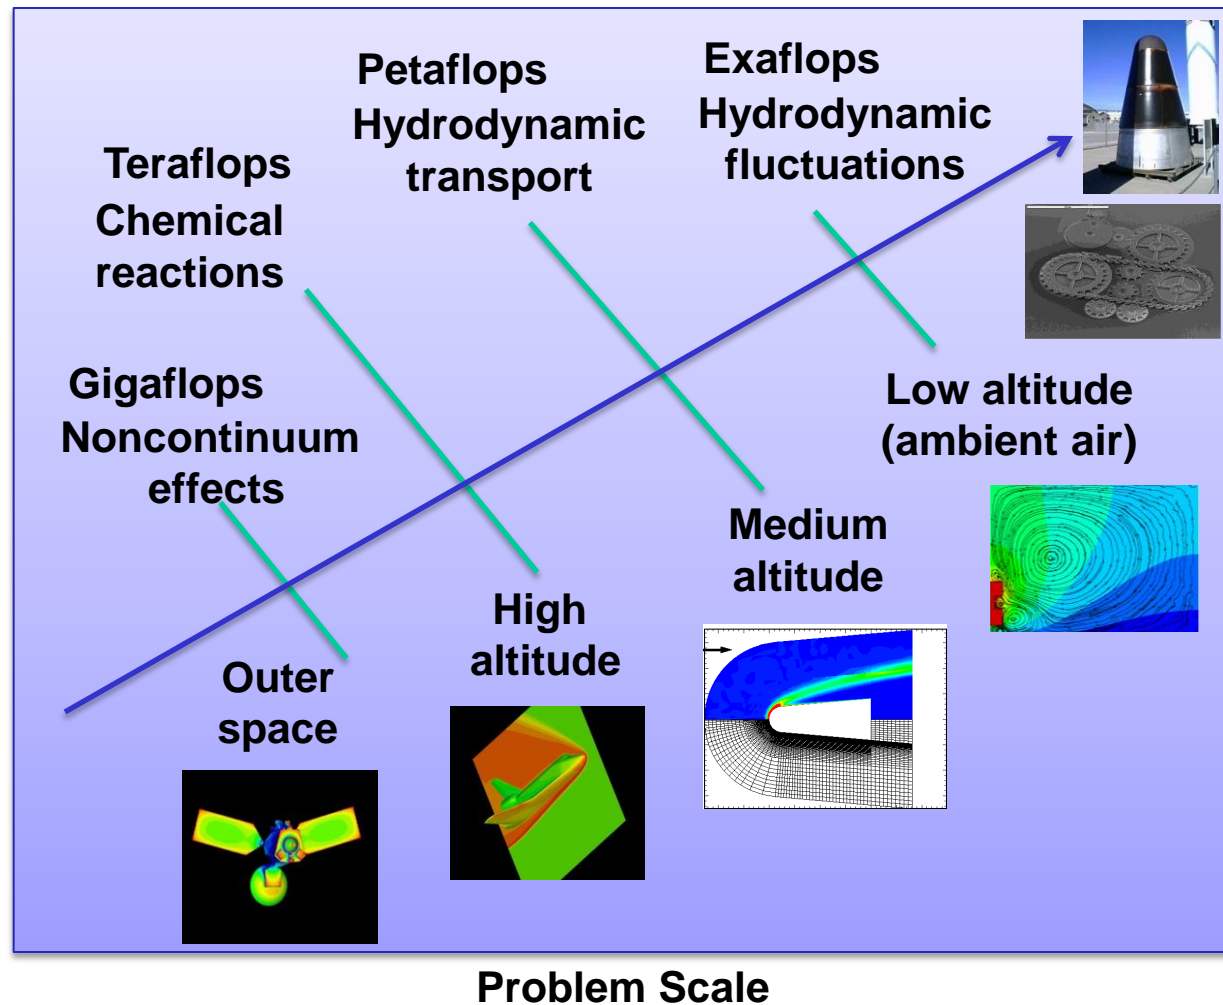 Petaflops
Hydrodynamic
transport
Exaflops
Hydrodynamic
fluctuations
Teraflops
Chemical
reactions
Gigaflops
Noncontinuum
effects
Low altitude
(ambient air)
Medium
altitude
High
altitude
Outer
space
Problem Scale